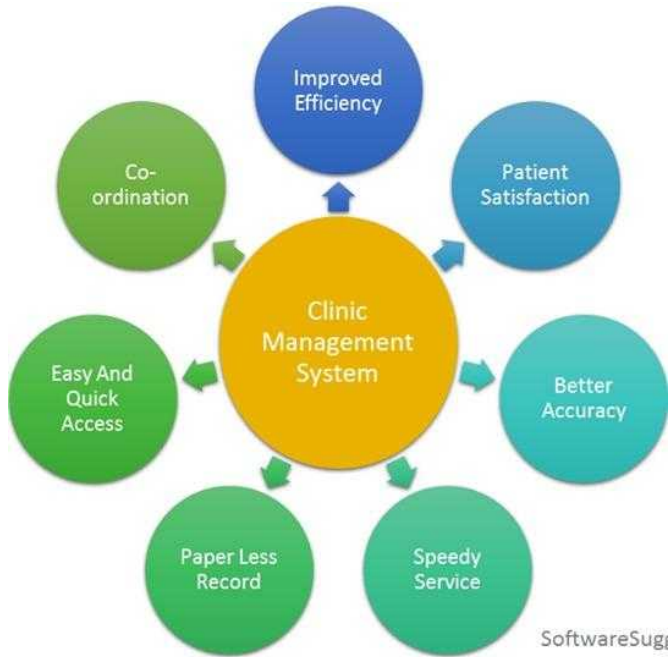 Improved
Efficiency
Patient
Satisfaction
Better
Accuracy
Speedy
Service
Paper Less
Record
Easy And
Quick
Access
Co-
ordination
Clinic
Management
System
SoftwareSugg